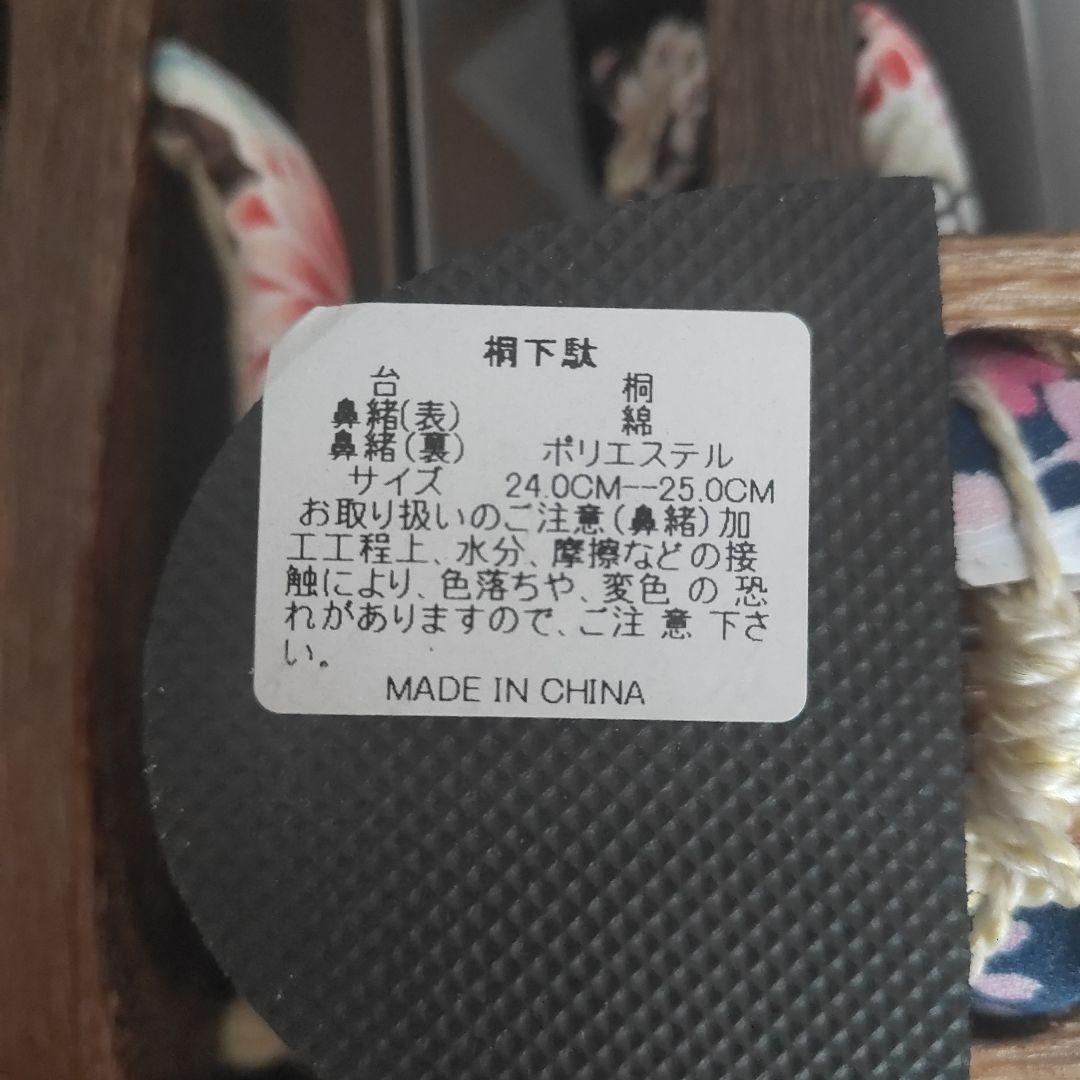 桐下駄
台 桐
鼻緒(表) 綿
鼻緒(裏) ポリエステル
サイズ 24.0CM--25.0CM
お取り扱いのご注意(鼻緒)加
工工程上、水分、摩擦などの接
触により、色落ちや、変色 の 恐
れがありますので、ご注 意 下さ
い。
MADE IN CHINA